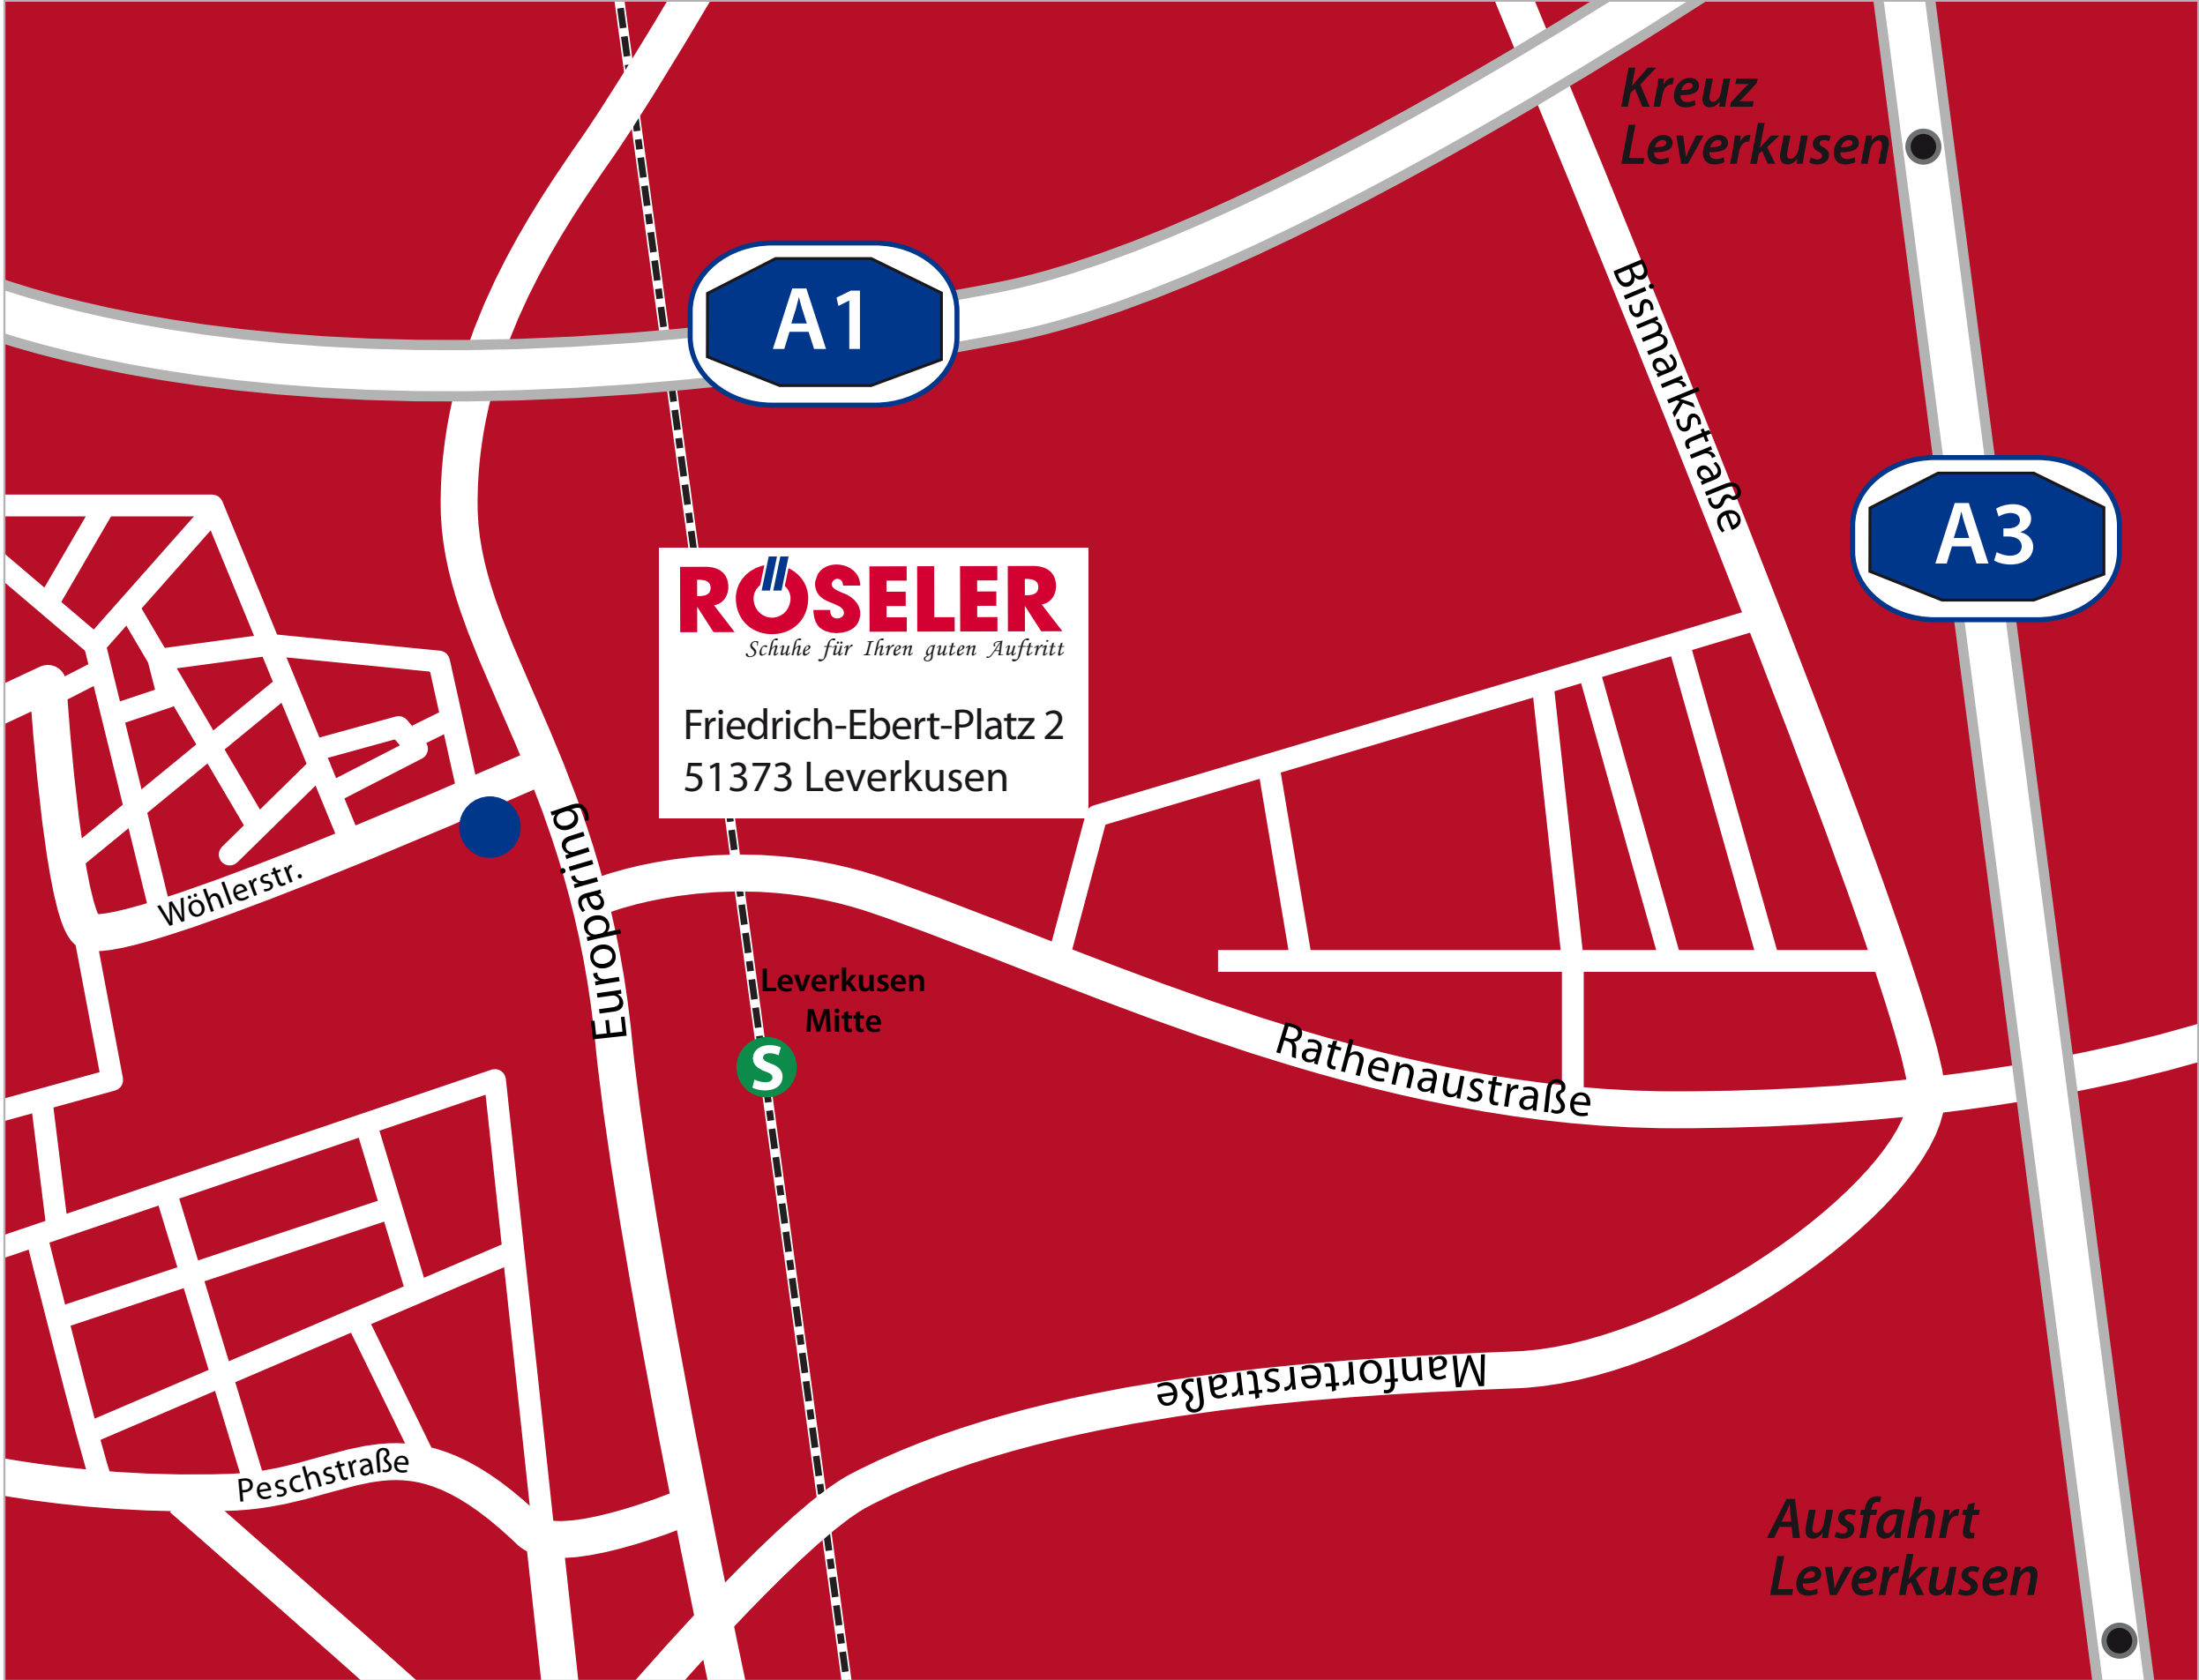 Kreuz
Leverkusen
A1
Bismarkstraße
A3
RÖSELER
Schuhe für Ihren guten Auftritt
Friedrich-Ebert-Platz 2
51373 Leverkusen
Wöhlerstr.
Europaring
Leverkusen
Mitte
S
Rathenaustraße
Manforterstraße
Peschstraße
Ausfahrt
Leverkusen